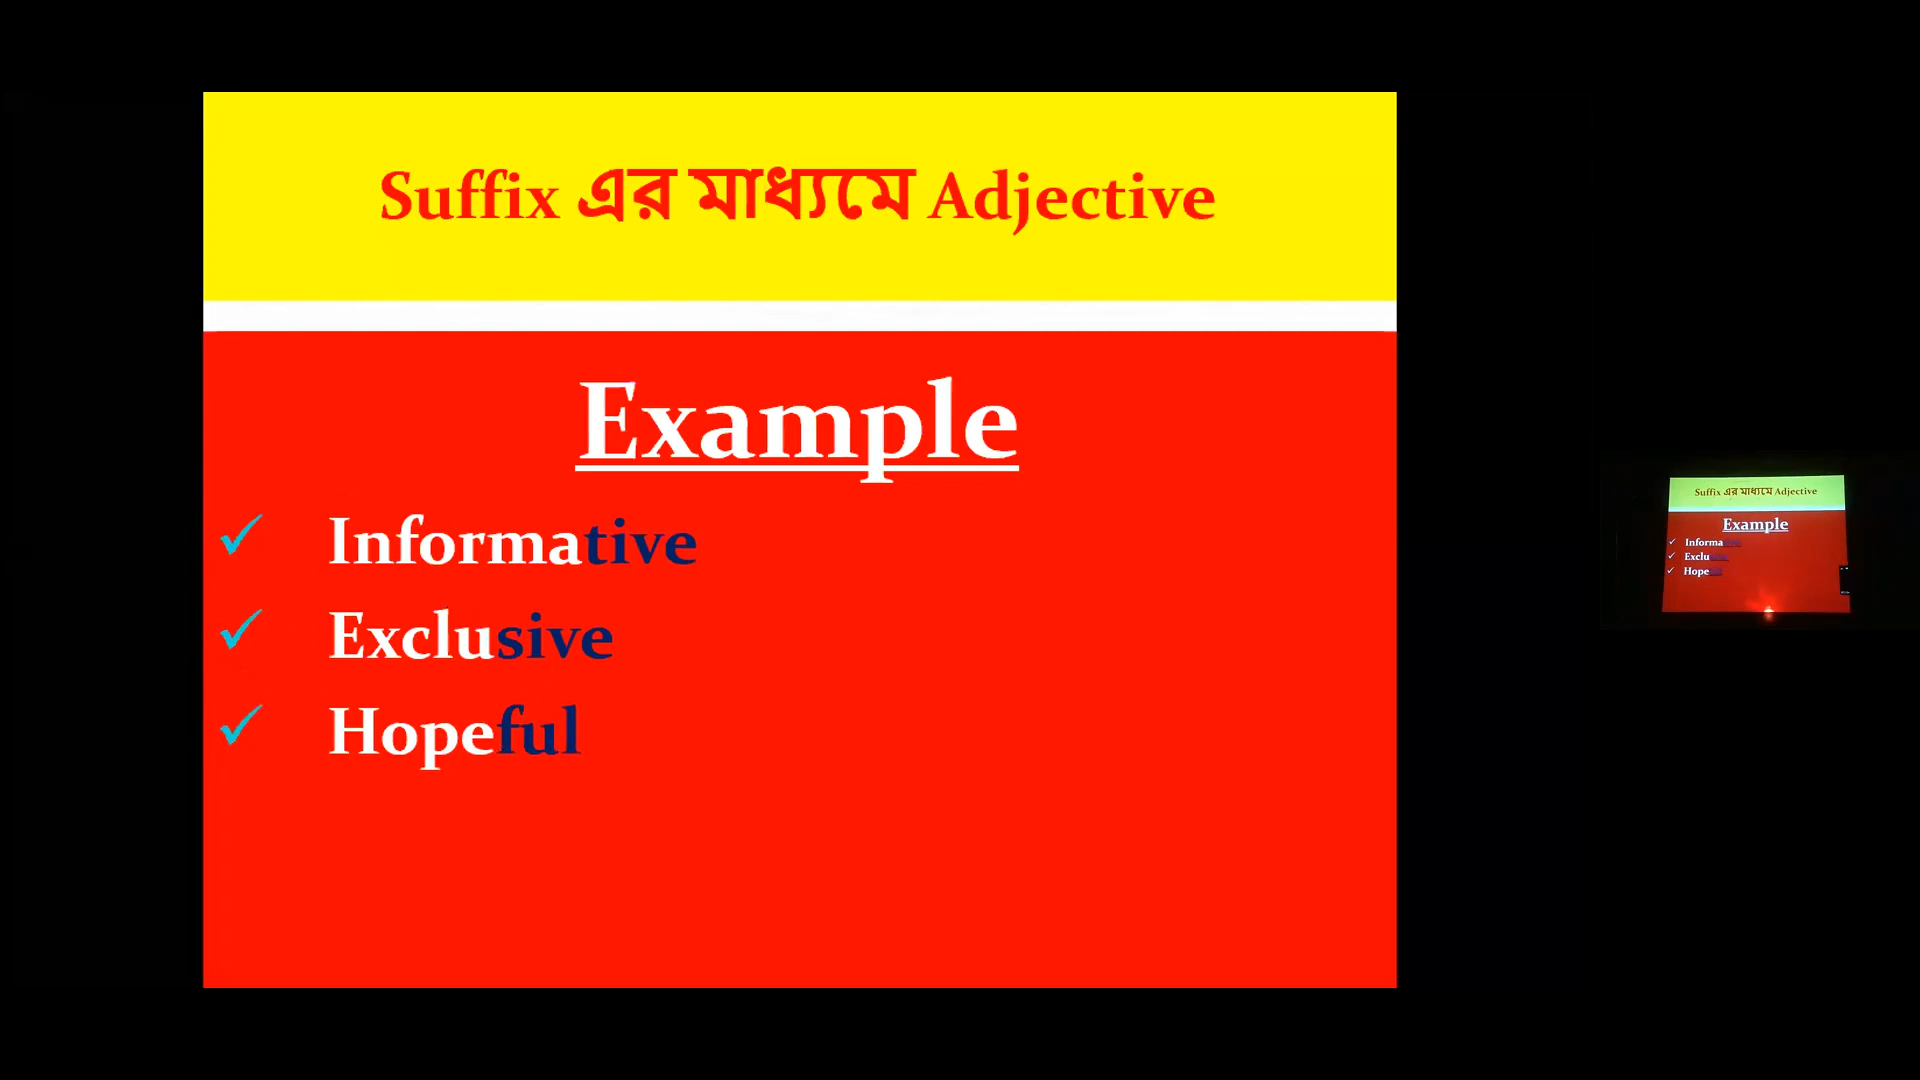 Suffix এর মাধ্যমে Adjective
Example
✓ Informative
✓ Exclusive
✓ Hopeful
Suffix এর মাধ্যমে Adjective
Example
✓ Informa
✓ Exclu
✓ Hope